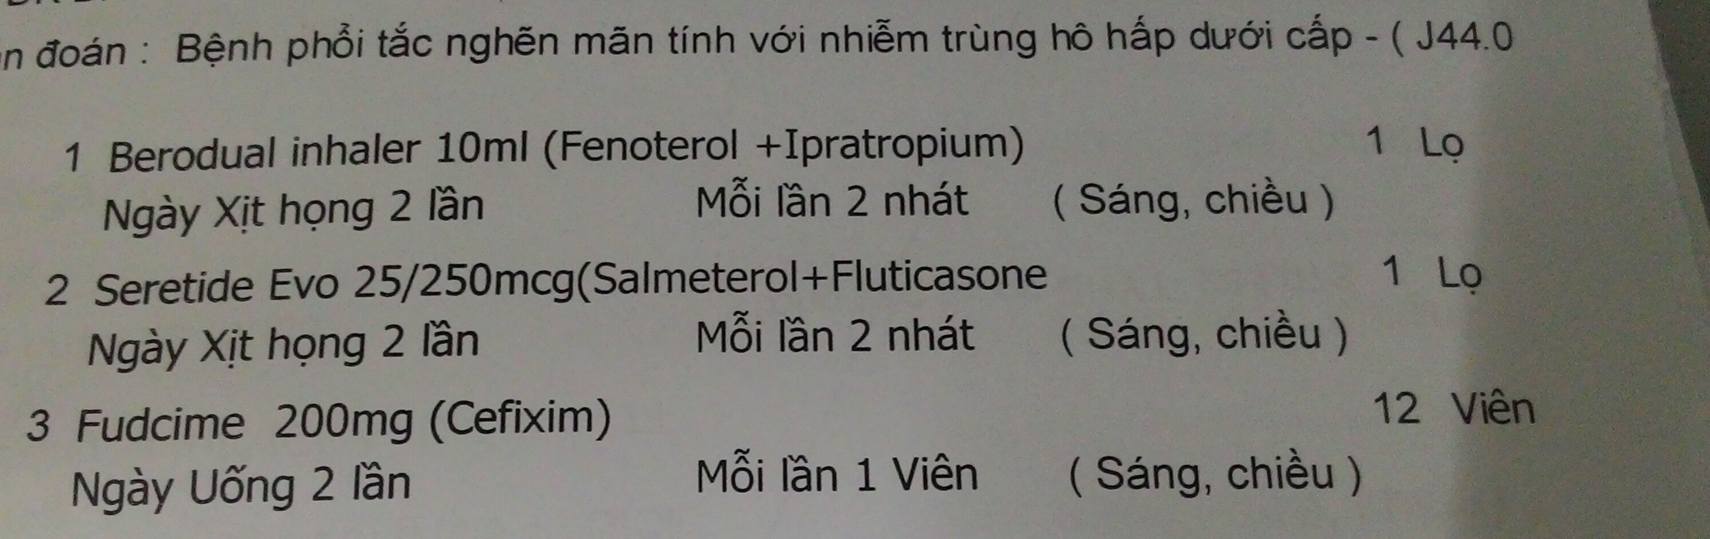 đoán : Bệnh phổi tắc nghẽn mãn tính với nhiễm trùng hô hấp dưới cấp - ( J44.0
1 Berodual inhaler 10ml (Fenoterol +Ipratropium) 1 Lọ
Ngày Xịt họng 2 lần Mỗi lần 2 nhát ( Sáng, chiều )
2 Seretide Evo 25/250mcg(Salmeterol+Fluticasone 1 Lọ
Ngày Xịt họng 2 lần Mỗi lần 2 nhát ( Sáng, chiều )
3 Fudcime 200mg (Cefixim) 12 Viên
Ngày Uống 2 lần Mỗi lần 1 Viên ( Sáng, chiều )